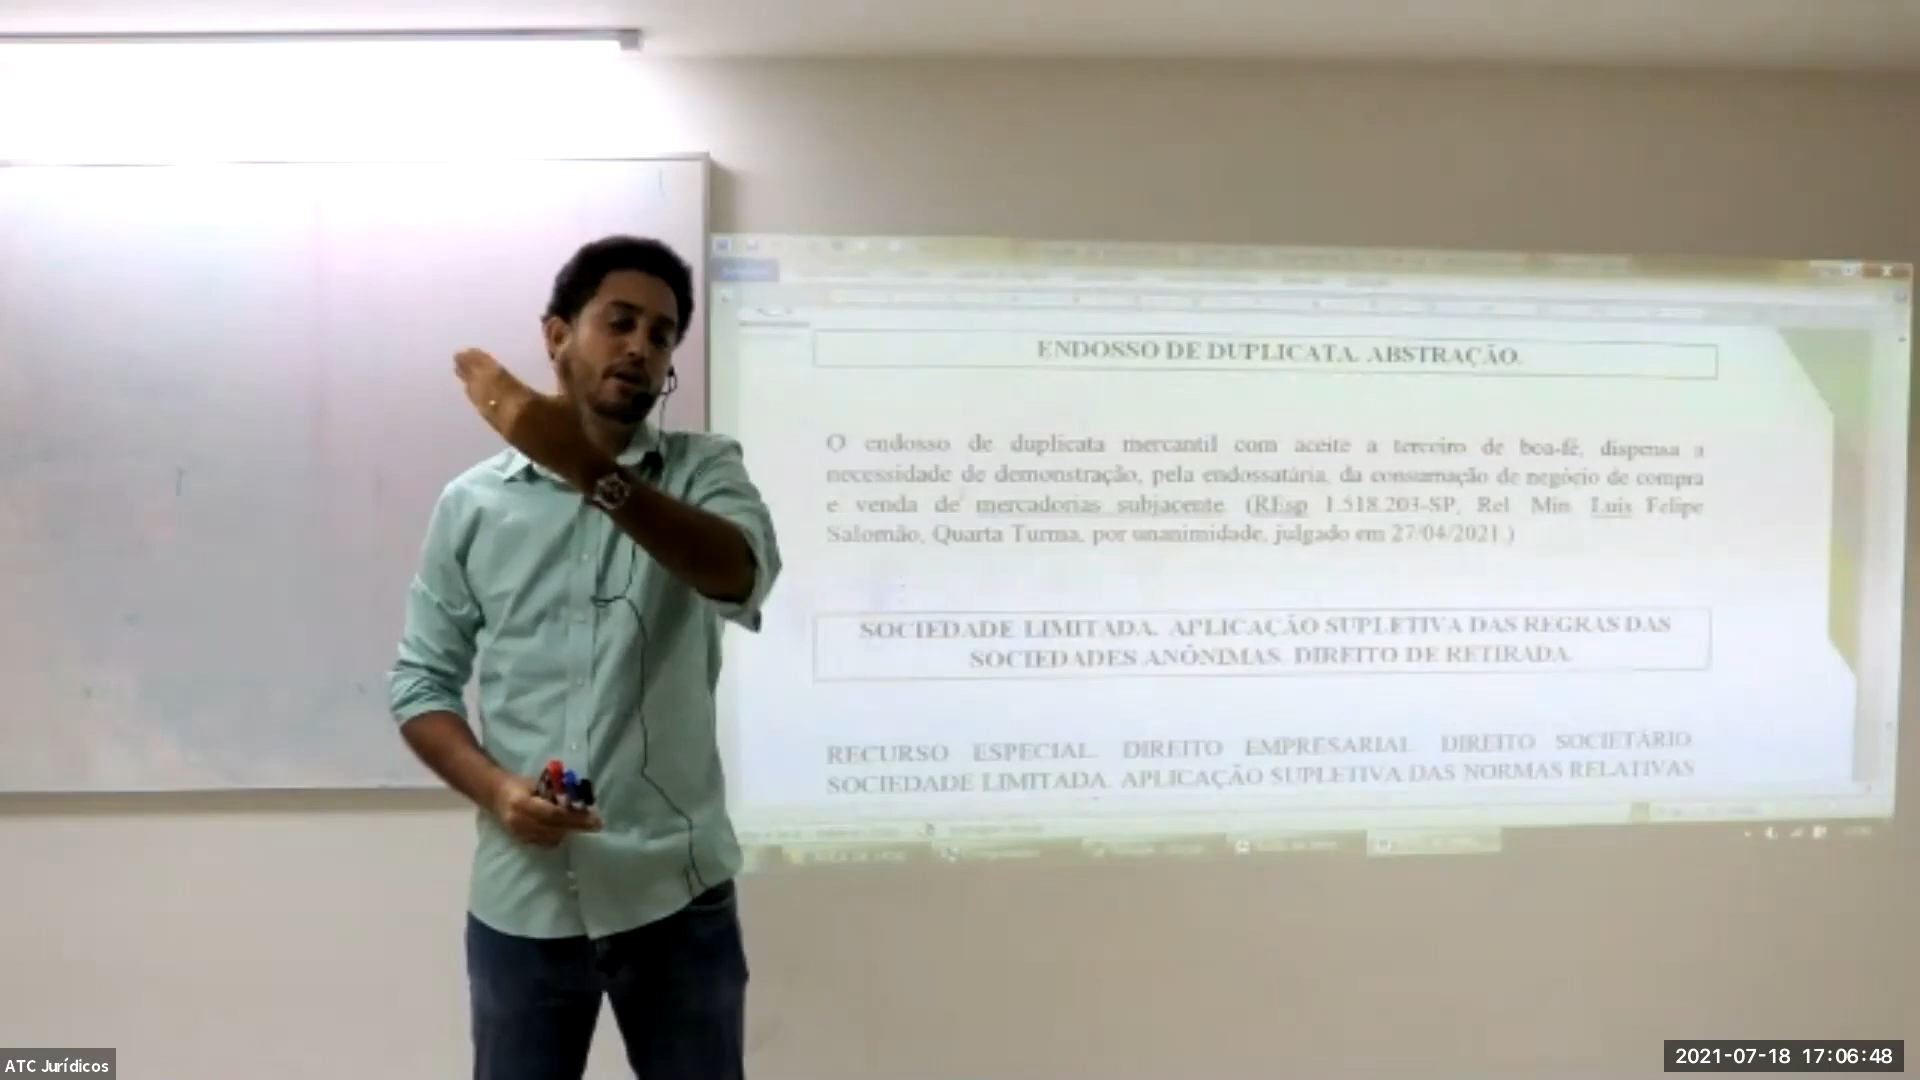 ENDOSSO DE DUPLICATA. ABSTRAÇÃO.
O endosso de duplicata mercantil com aceite a terceiro de boa-fé, dispensa a
necessidade de demonstração, pela endossatária, da consumação de negócio de compra
e venda de mercadorias subjacente (REsp 1.518.203-SP, Rel. Min. Luis Felipe
Salomão, Quarta Turma, por unanimidade, julgado em 27/04/2021.)
SOCIEDADE LIMITADA. APLICAÇÃO SUPLETIVA DAS REGRAS DAS
SOCIEDADES ANÔNIMAS. DIREITO DE RETIRADA.
RECURSO ESPECIAL. DIREITO EMPRESARIAL. DIREITO SOCIETÁRIO.
SOCIEDADE LIMITADA. APLICAÇÃO SUPLETIVA DAS NORMAS RELATIVAS
ATC Jurídicos
2021-07-18 17:06:48